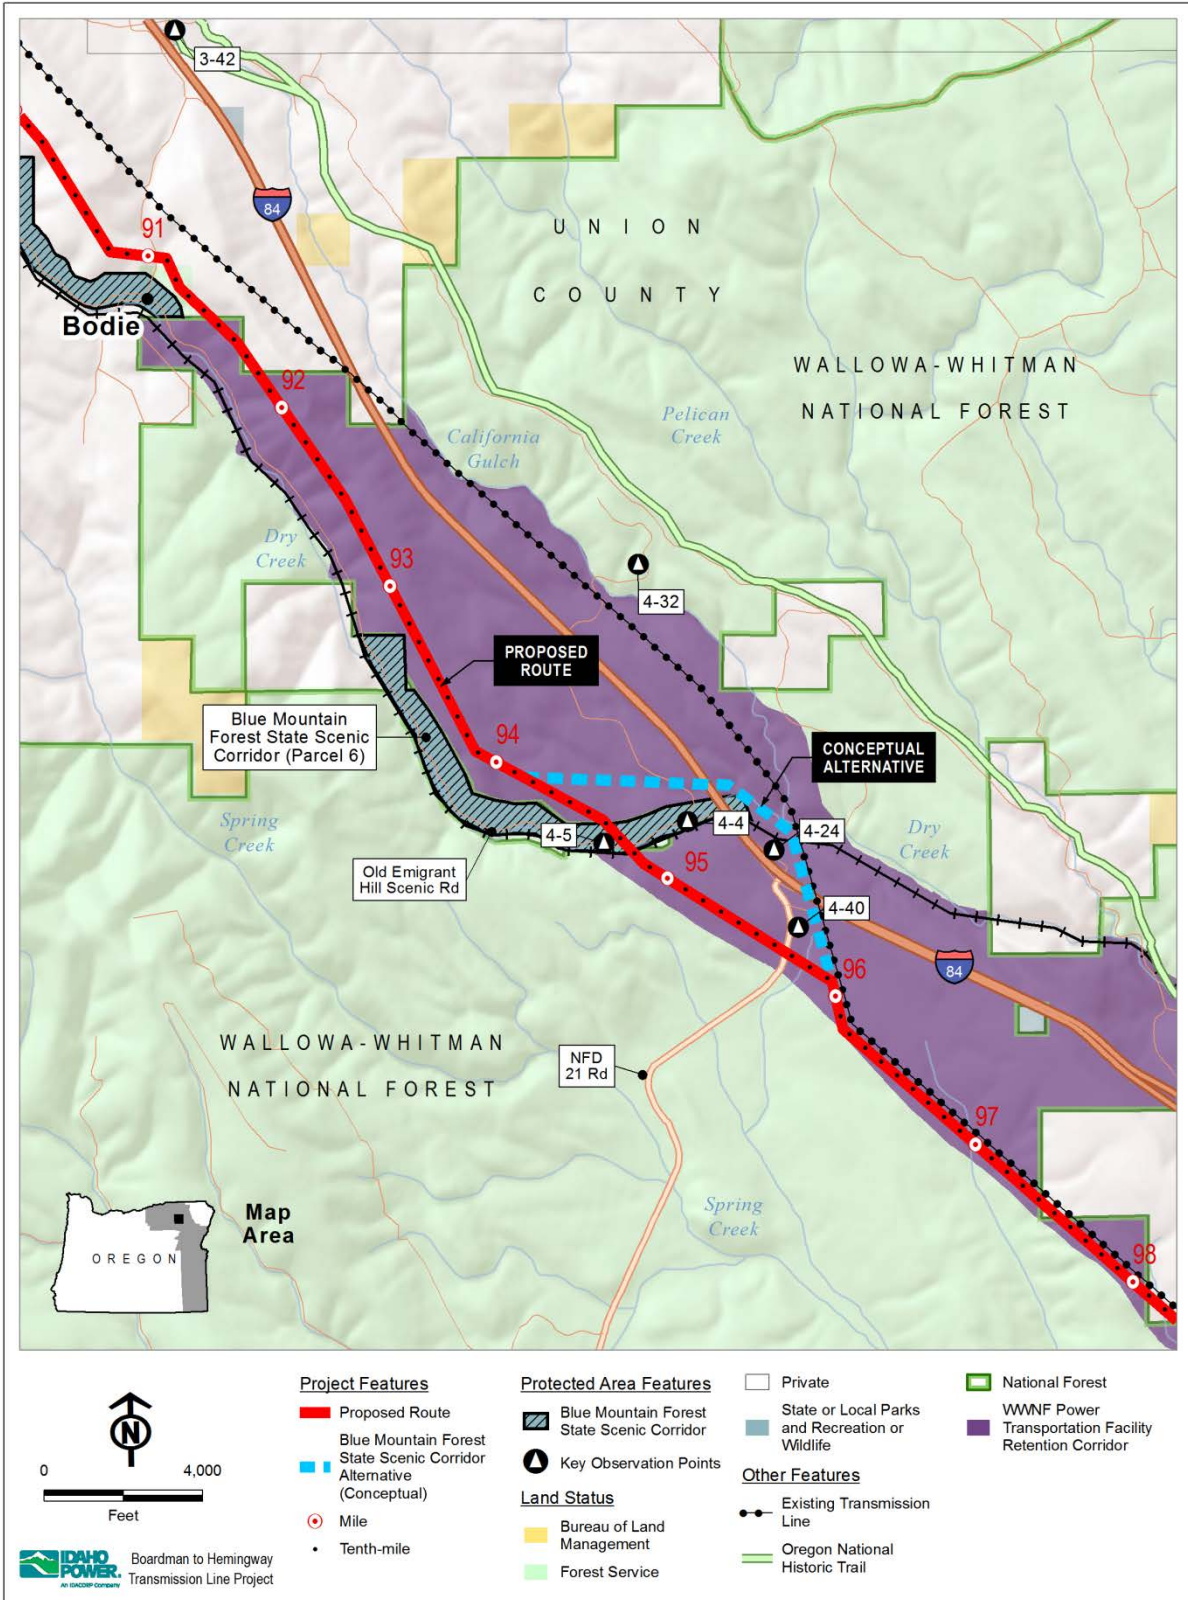 3-42
84
91
Bodie
UNION
COUNTY
WALLOWA-WHITMAN
NATIONAL FOREST
92
Pelican
Creek
California
Gulch
Dry
Creek
93
4-32
PROPOSED
ROUTE
Blue Mountain
Forest State Scenic
Corridor (Parcel 6)
94
CONCEPTUAL
ALTERNATIVE
Spring
Creek
4-5
4-4
4-24
Dry
Creek
Old Emigrant
Hill Scenic Rd
95
4-40
96
84
WALLOWA-WHITMAN
NATIONAL FOREST
NFD
21 Rd
97
Spring
Creek
98
Map
Area
OREGON
N
0 4,000
Feet
IDAHO
POWER.
An IDACORP Company
Boardman to Hemingway
Transmission Line Project
Project Features
Proposed Route
Blue Mountain Forest
State Scenic Corridor
Alternative
(Conceptual)
Mile
Tenth-mile
Protected Area Features
Blue Mountain Forest
State Scenic Corridor
Key Observation Points
Land Status
Bureau of Land
Management
Forest Service
Private
State or Local Parks
and Recreation or
Wildlife
Other Features
Existing Transmission
Line
Oregon National
Historic Trail
National Forest
WWNF Power
Transportation Facility
Retention Corridor